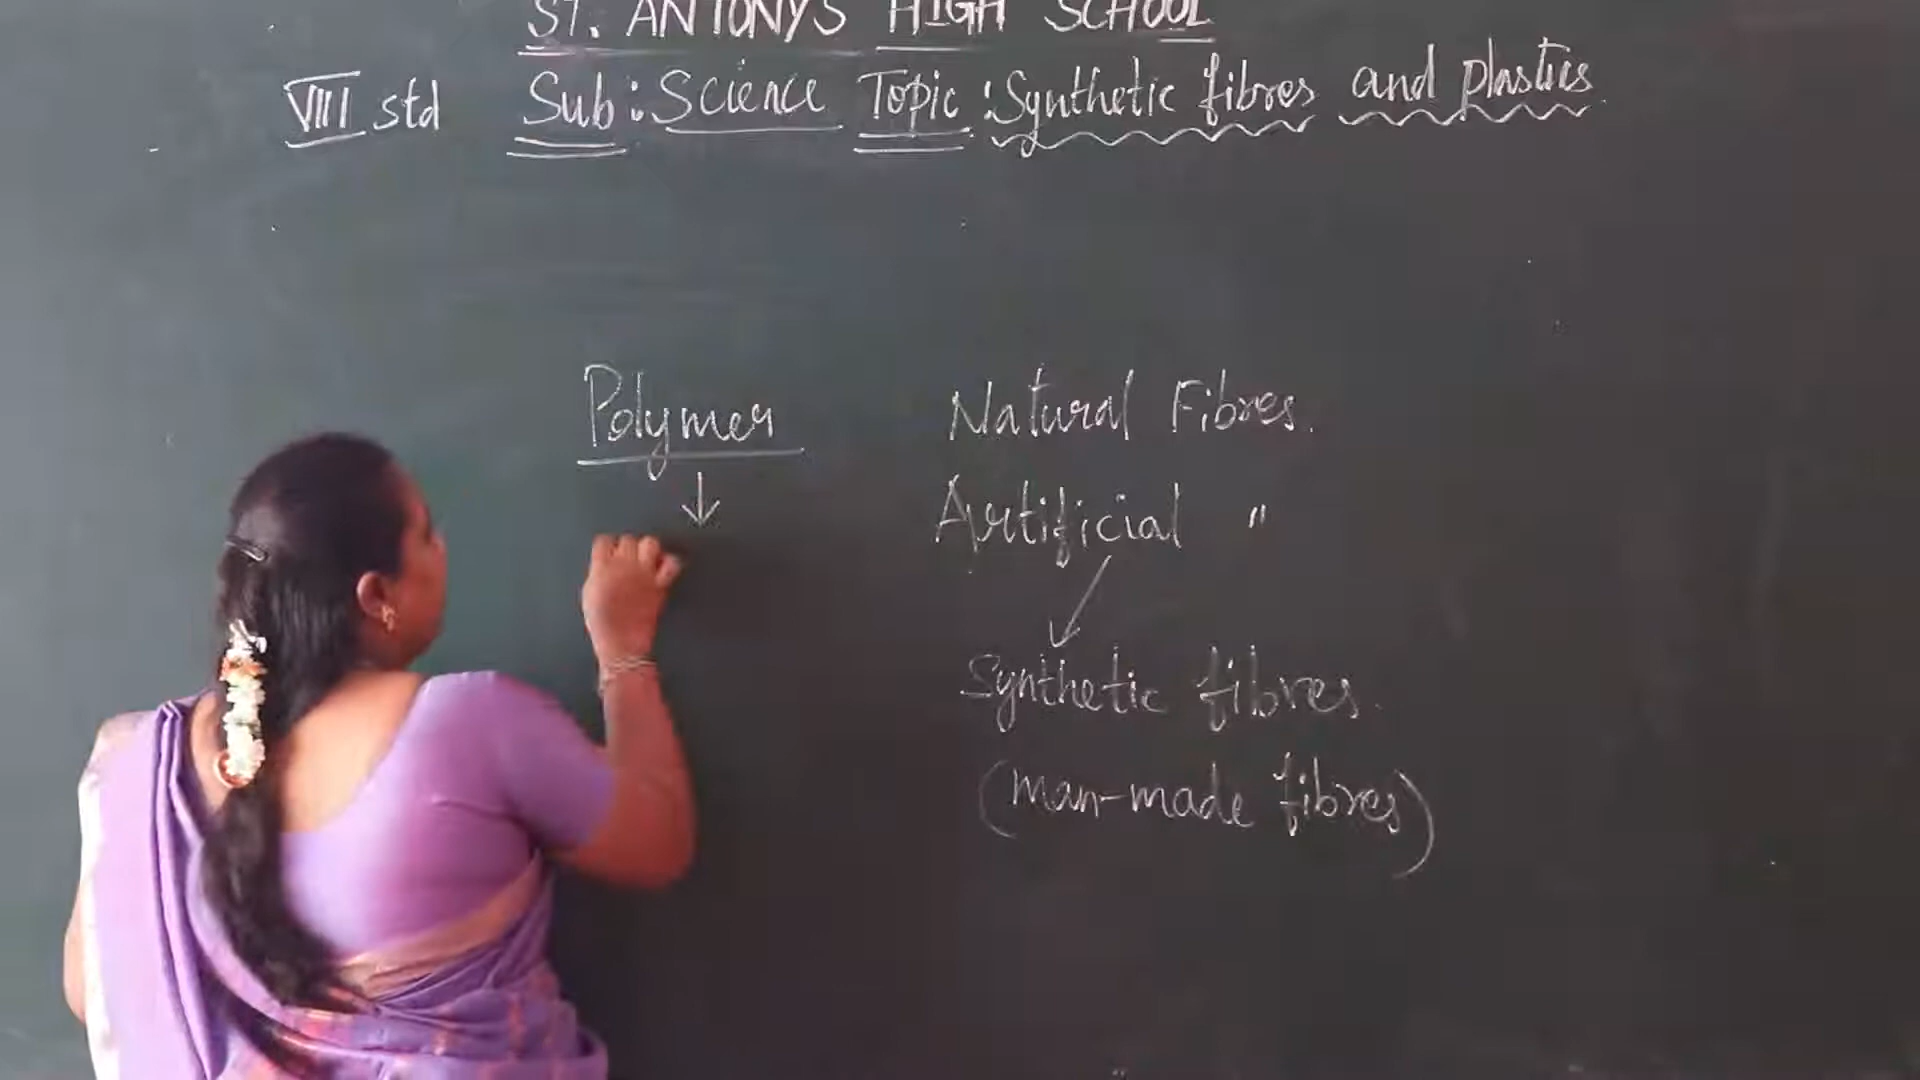 ST. ANTONYS HIGH SCHOOL
VIII std Sub : Science Topic : Synthetic fibres and plastics
Polymer
Natural Fibres.
Artificial "
Synthetic fibres.
(man-made fibres)